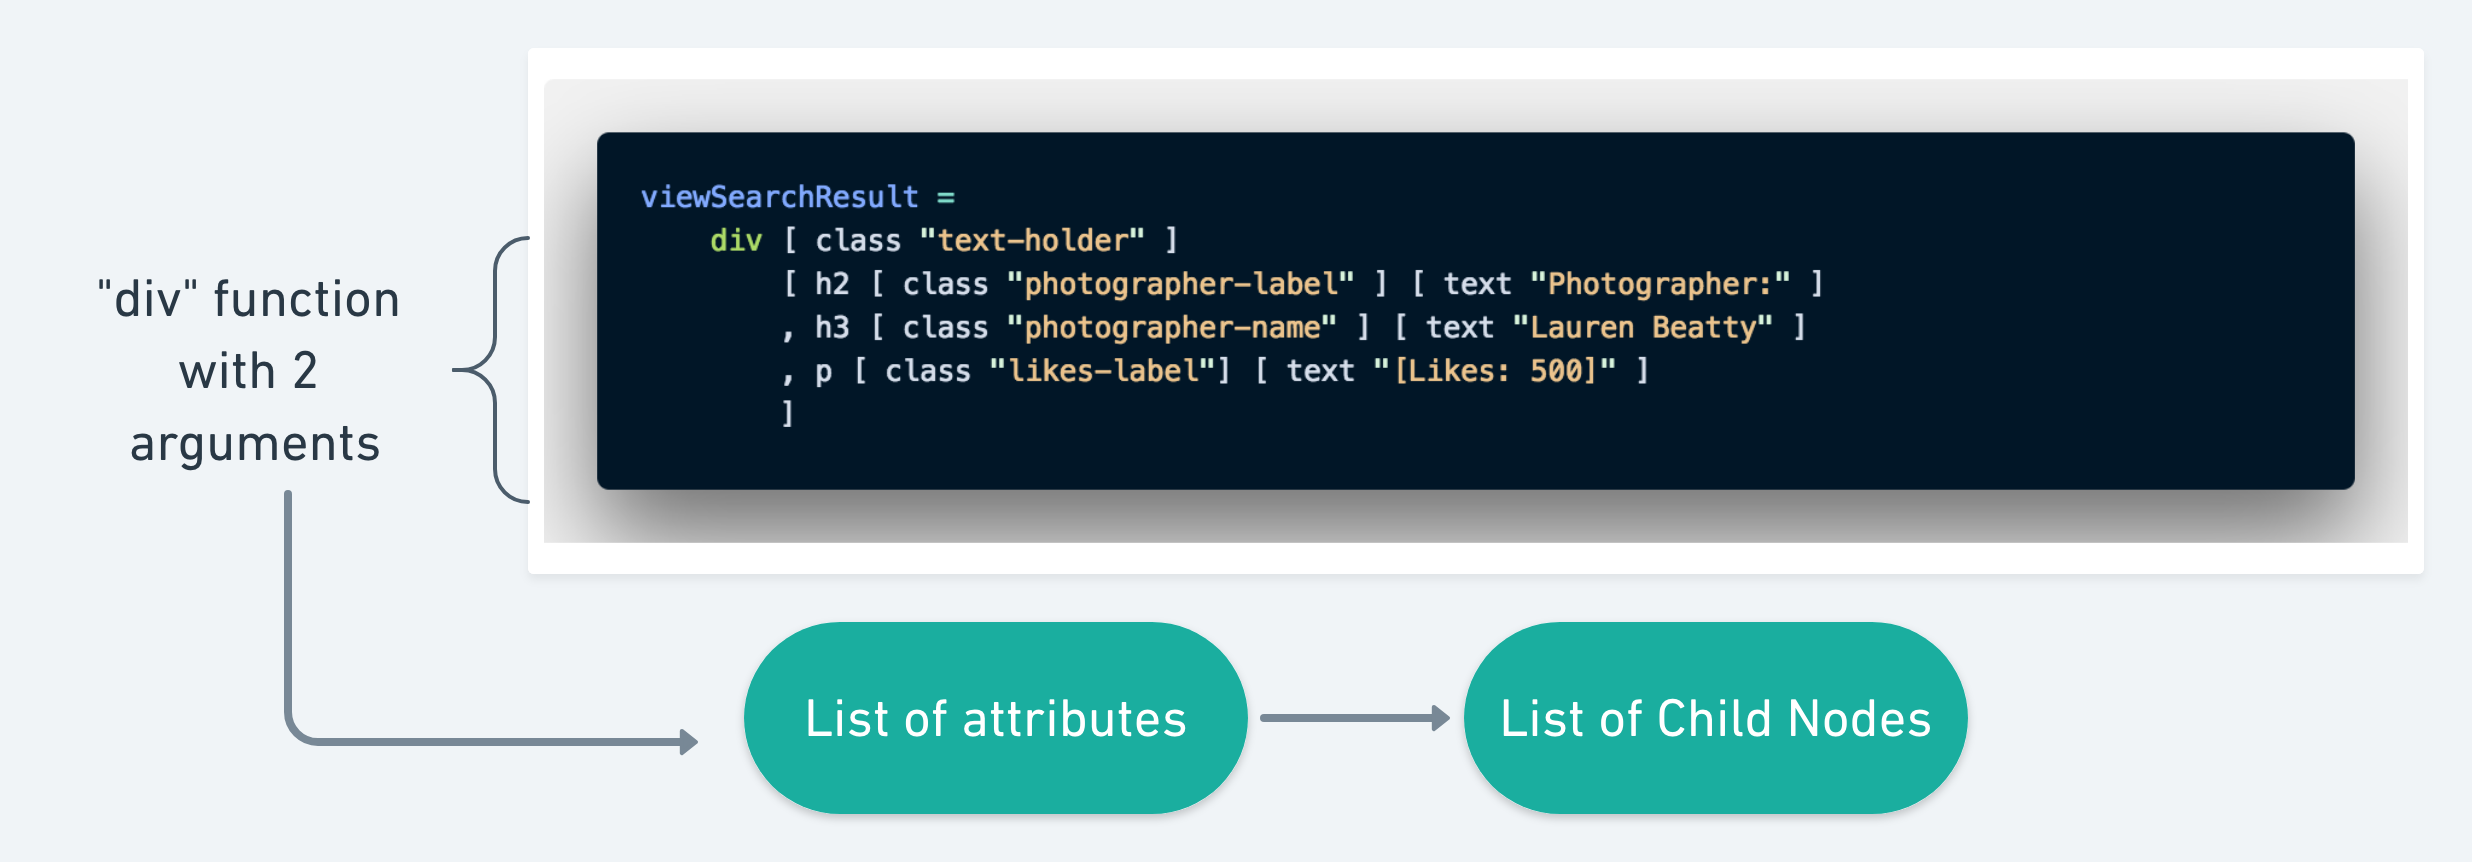 "div" function
with 2
arguments
viewSearchResult =
    div [ class "text-holder" ]
        [ h2 [ class "photographer-label" ] [ text "Photographer:" ]
        , h3 [ class "photographer-name" ] [ text "Lauren Beatty" ]
        , p [ class "likes-label"] [ text "[Likes: 500]" ]
        ]
List of attributes
List of Child Nodes